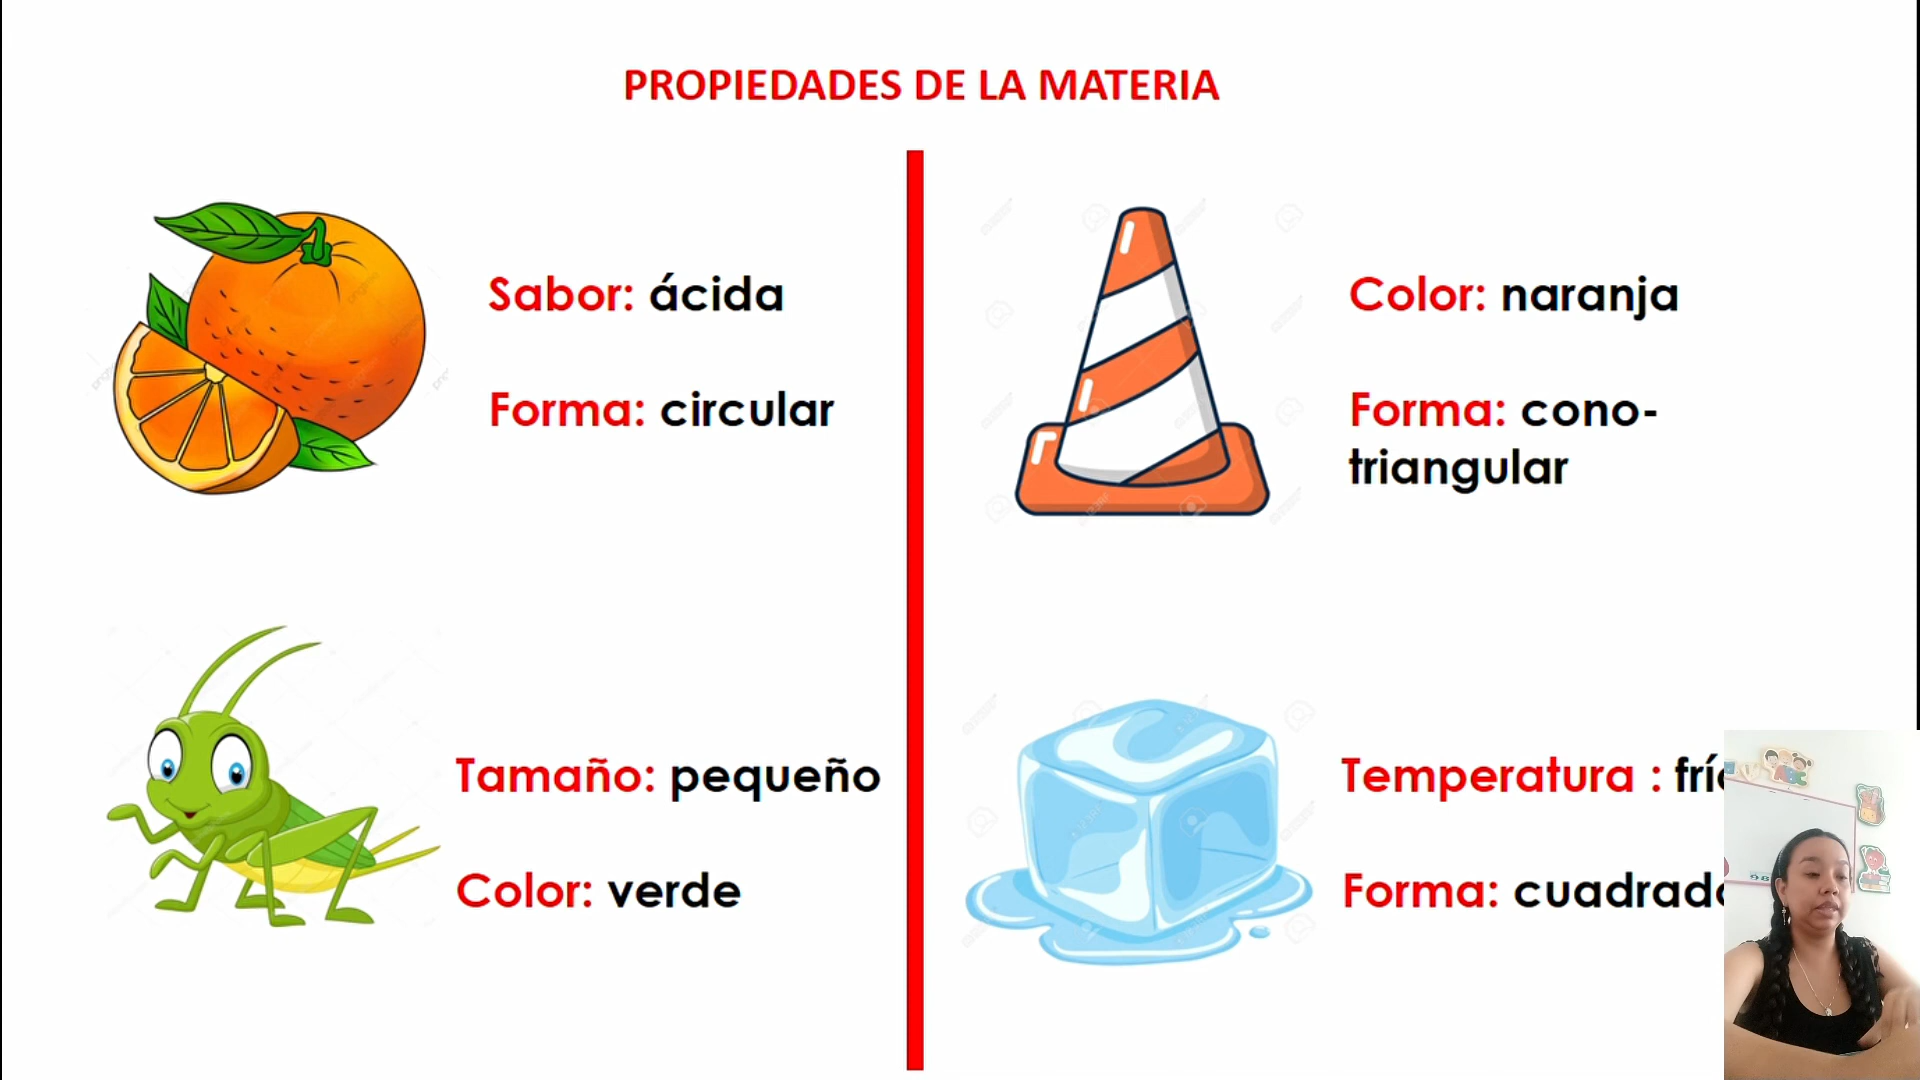 PROPIEDADES DE LA MATERIA
Sabor: ácida
Forma: circular
Color: naranja
Forma: cono-
triangular
Tamaño: pequeño
Color: verde
Temperatura :
Forma:
ABC